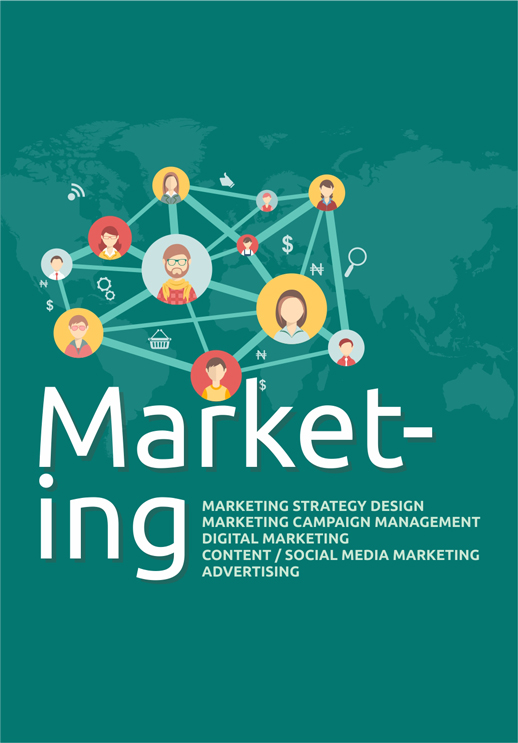 $
₦
₦
$
₦
$
Market-
ing
MARKETING STRATEGY DESIGN
MARKETING CAMPAIGN MANAGEMENT
DIGITAL MARKETING
CONTENT / SOCIAL MEDIA MARKETING
ADVERTISING